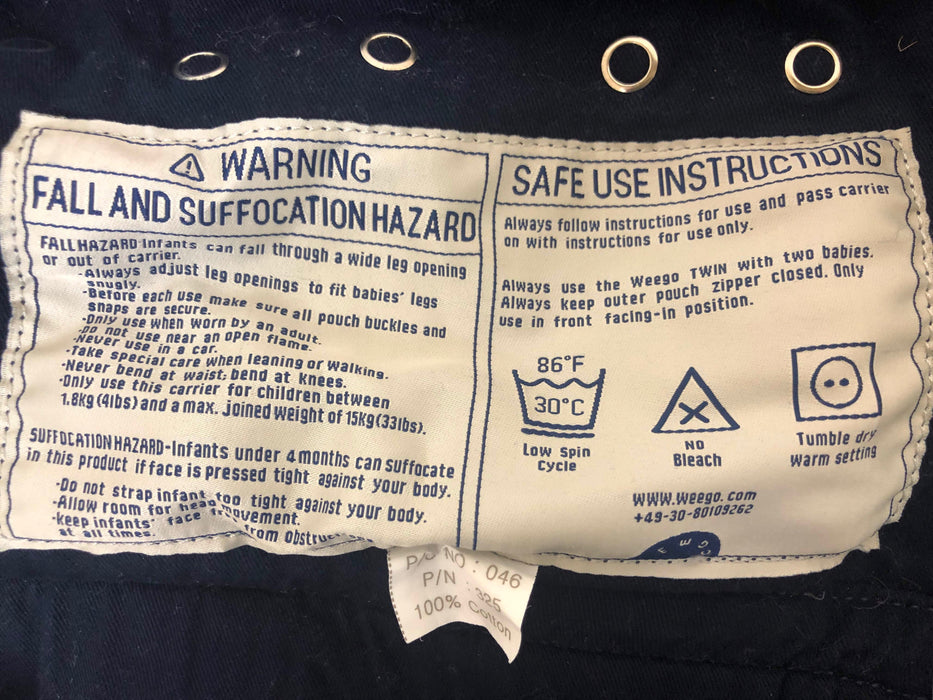 WARNING
FALL AND SUFFOCATION HAZARD
FALL HAZARD-Infants can fall through a wide leg opening
or out of carrier.
-Always adjust leg openings to fit babies' legs
snugly.
-Before each use make sure all pouch buckles and
snaps are secure.
-Only use when worn by an adult.
-Do not use near an open flame.
-Never use in a car.
-Take special care when leaning or walking.
-Never bend at waist; bend at knees.
-Only use this carrier for children between
1.8kg (4lbs) and a max. joined weight of 15kg (33lbs).
SUFFOCATION HAZARD-Infants under 4 months can suffocate
in this product if face is pressed tight against your body.
-Do not strap infant too tight against your body.
-Allow room for head movement.
-keep infants' face from
at all times.
SAFE USE INSTRUCTIONS
Always follow instructions for use and pass carrier
on with instructions for use only.
Always use the Weego TWIN with two babies.
Always keep outer pouch zipper closed. Only
use in front facing-in position.
86°F
30°C
Low Spin
Cycle
NO
Bleach
Tumble dry
Warm setting
www.weego.com
+49-30-80109262
NO : 046
P/N : 325
100% Cotton